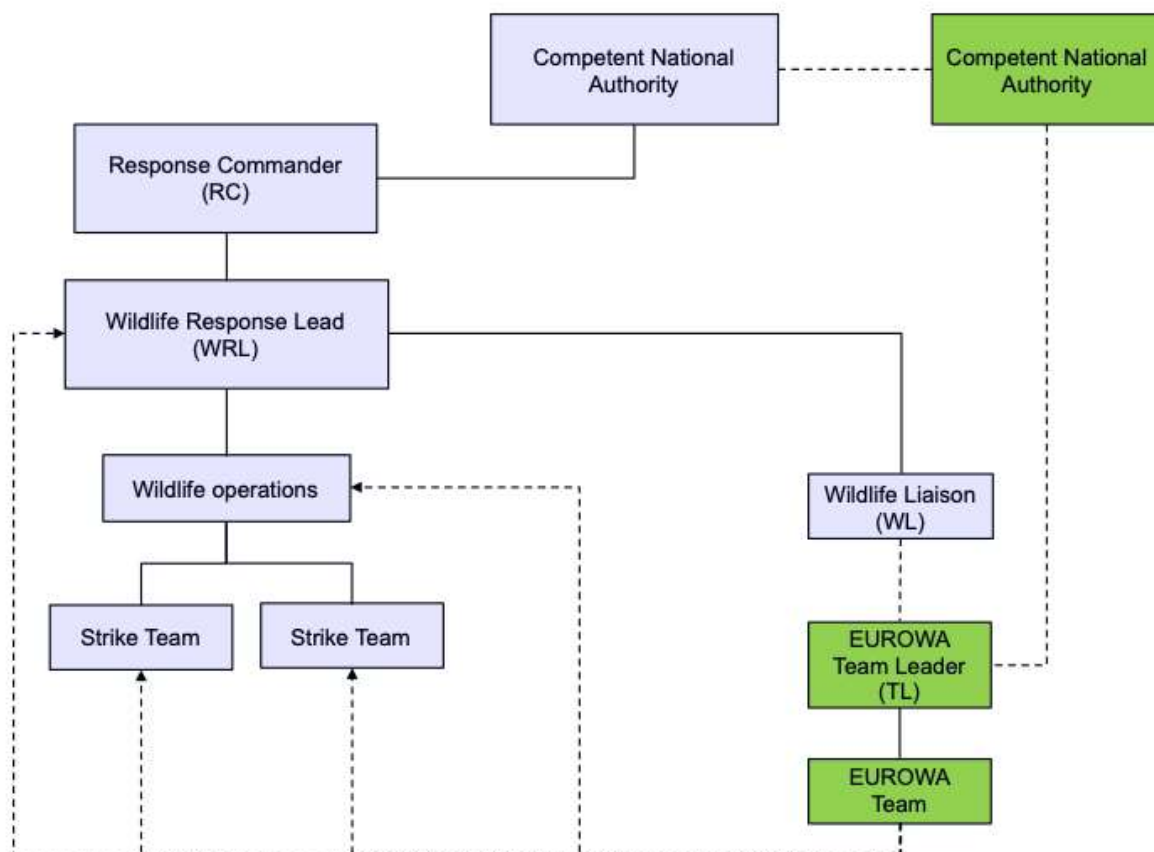 Competent National
Authority
Competent National
Authority
Response Commander
(RC)
Wildlife Response Lead
(WRL)
Wildlife operations
Wildlife Liaison
(WL)
Strike Team
Strike Team
EUROWA
Team Leader
(TL)
EUROWA
Team